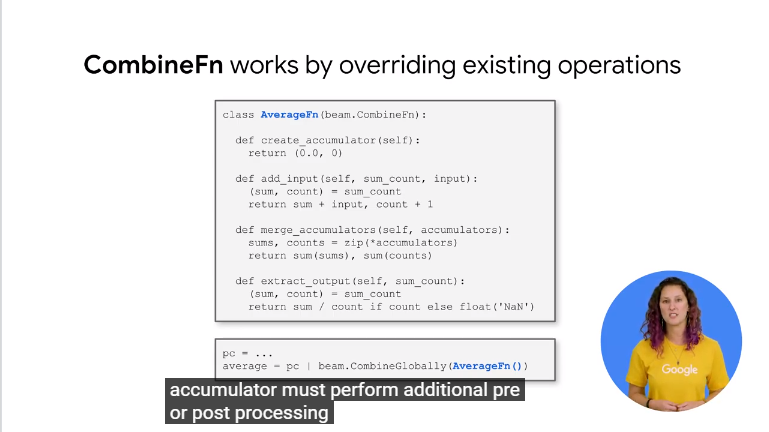 CombineFn works by overriding existing operations
class AverageFn(beam.CombineFn):
def create_accumulator(self):
return (0.0, 0)
def add_input(self, sum_count, input):
(sum, count) = sum_count
return sum + input, count + 1
def merge_accumulators(self, accumulators):
sums, counts = zip(*accumulators)
return sum(sums), sum(counts)
def extract_output(self, sum_count):
(sum, count) = sum_count
return sum / count if count else float('NaN')
pc = ...
average = pc | beam.CombineGlobally(AverageFn())
accumulator must perform additional pre
or post processing
Google